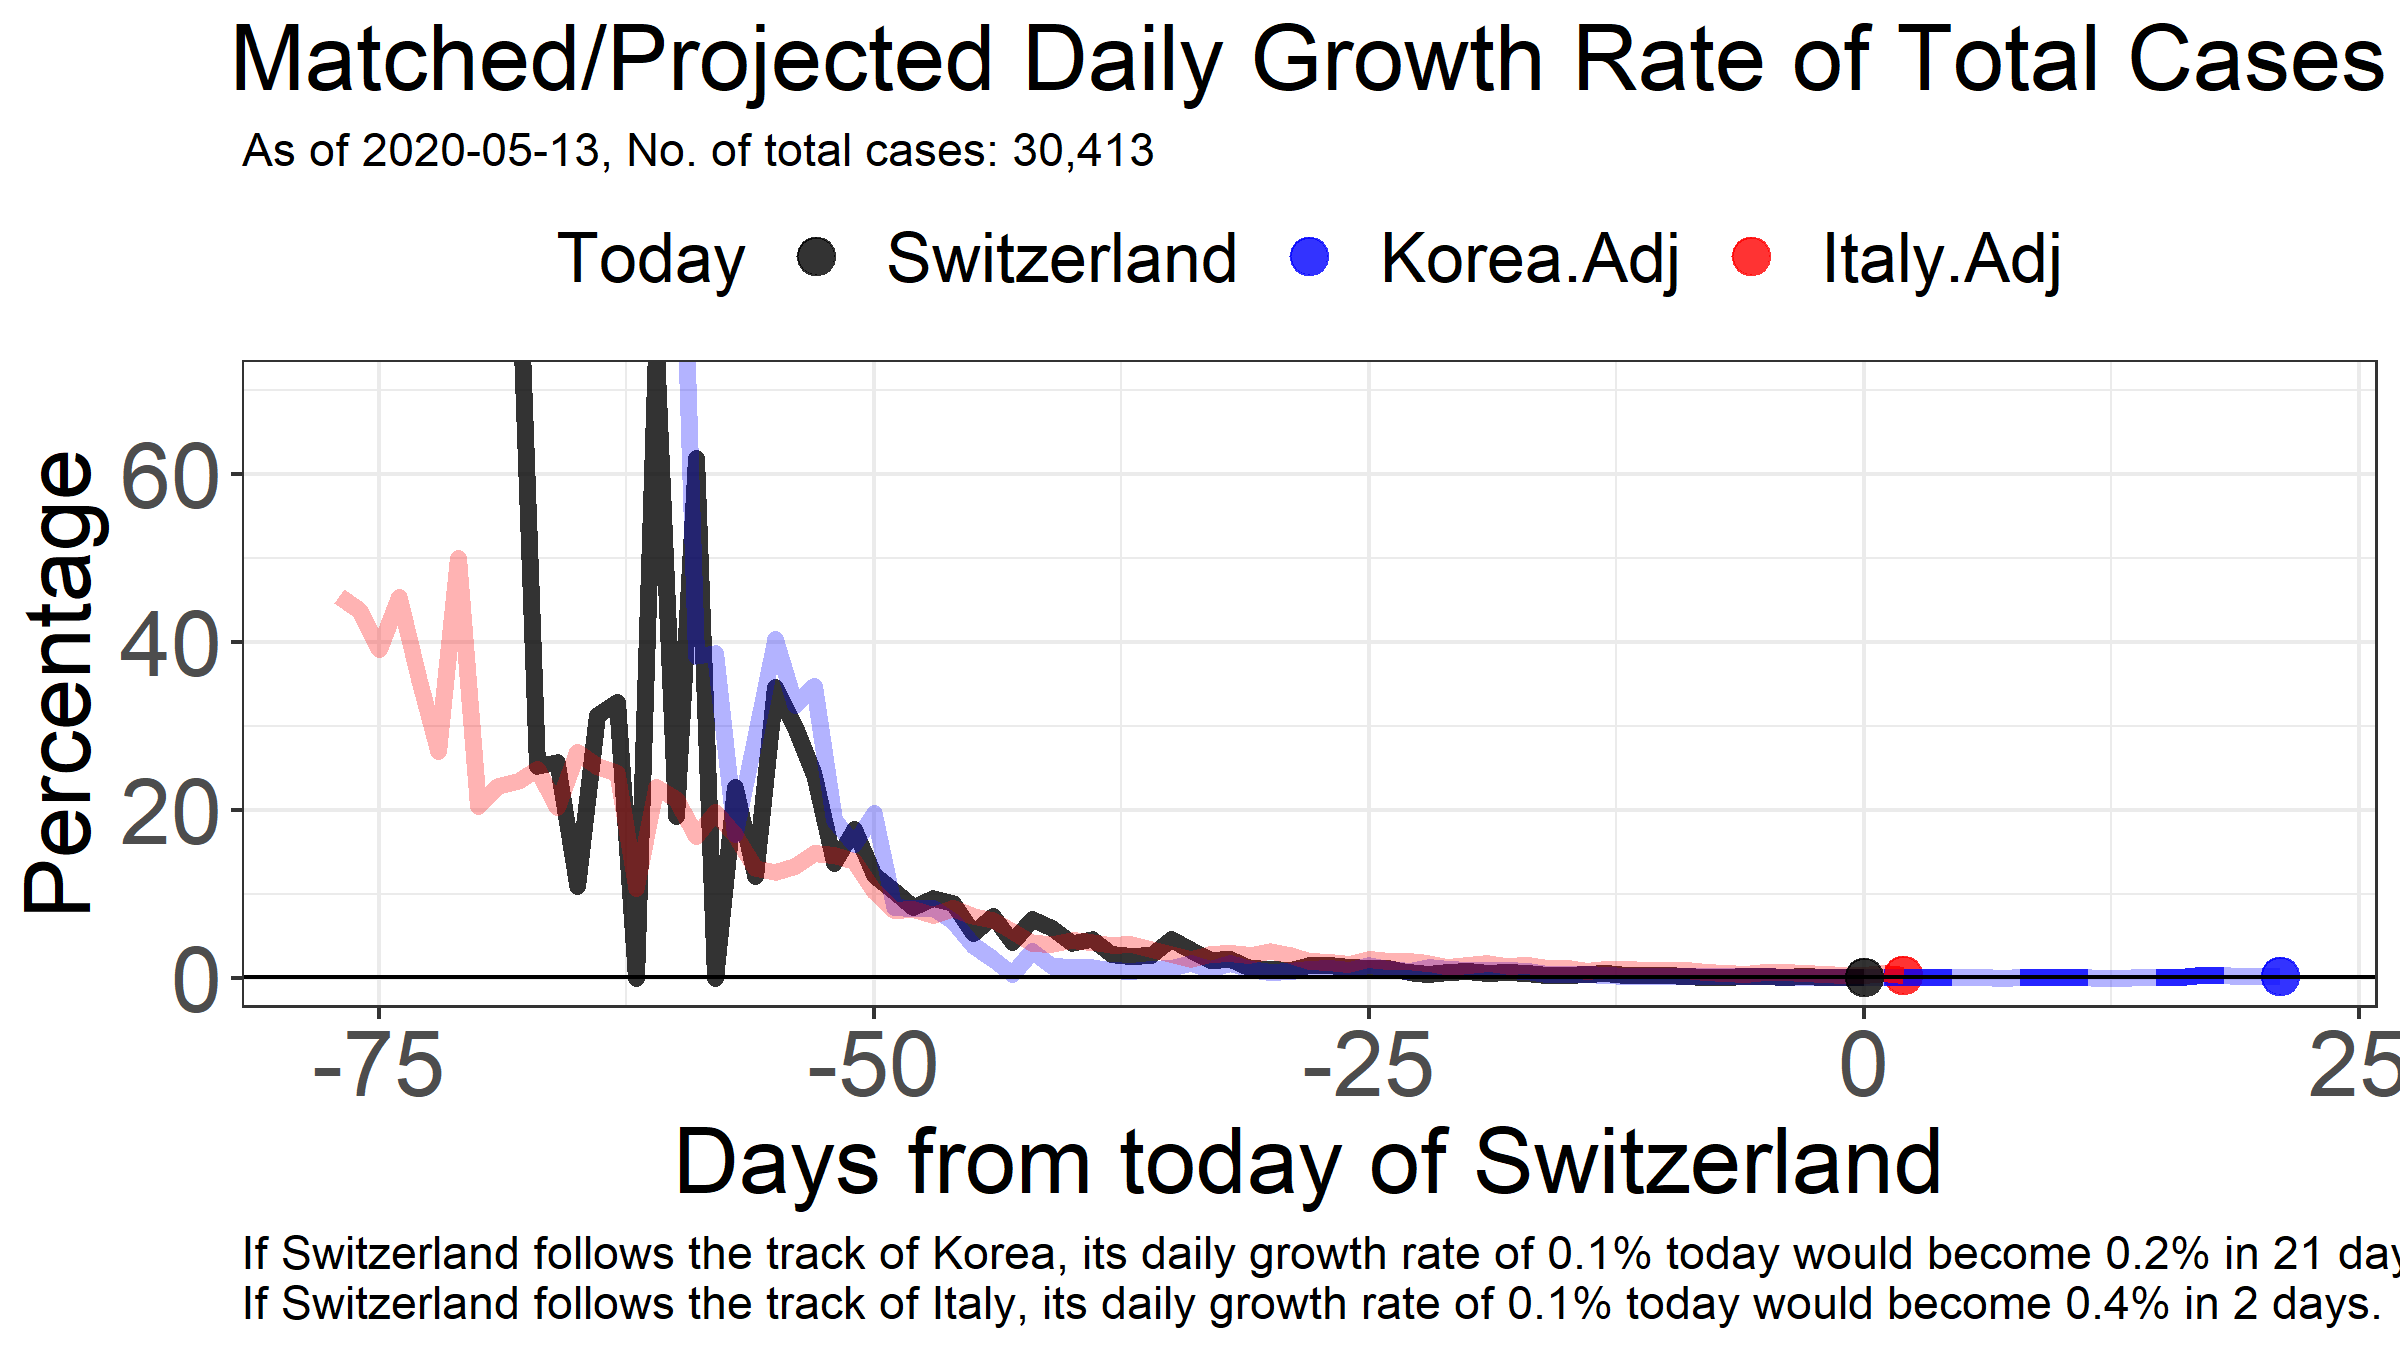 Matched/Projected Daily Growth Rate of Total Cases
As of 2020-05-13, No. of total cases: 30,413
Today Switzerland Korea.Adj Italy.Adj
Percentage
60
40
20
0
-75 -50 -25 0 25
Days from today of Switzerland
If Switzerland follows the track of Korea, its daily growth rate of 0.1% today would become 0.2% in 21
If Switzerland follows the track of Italy, its daily growth rate of 0.1% today would become 0.4% in 2 days.